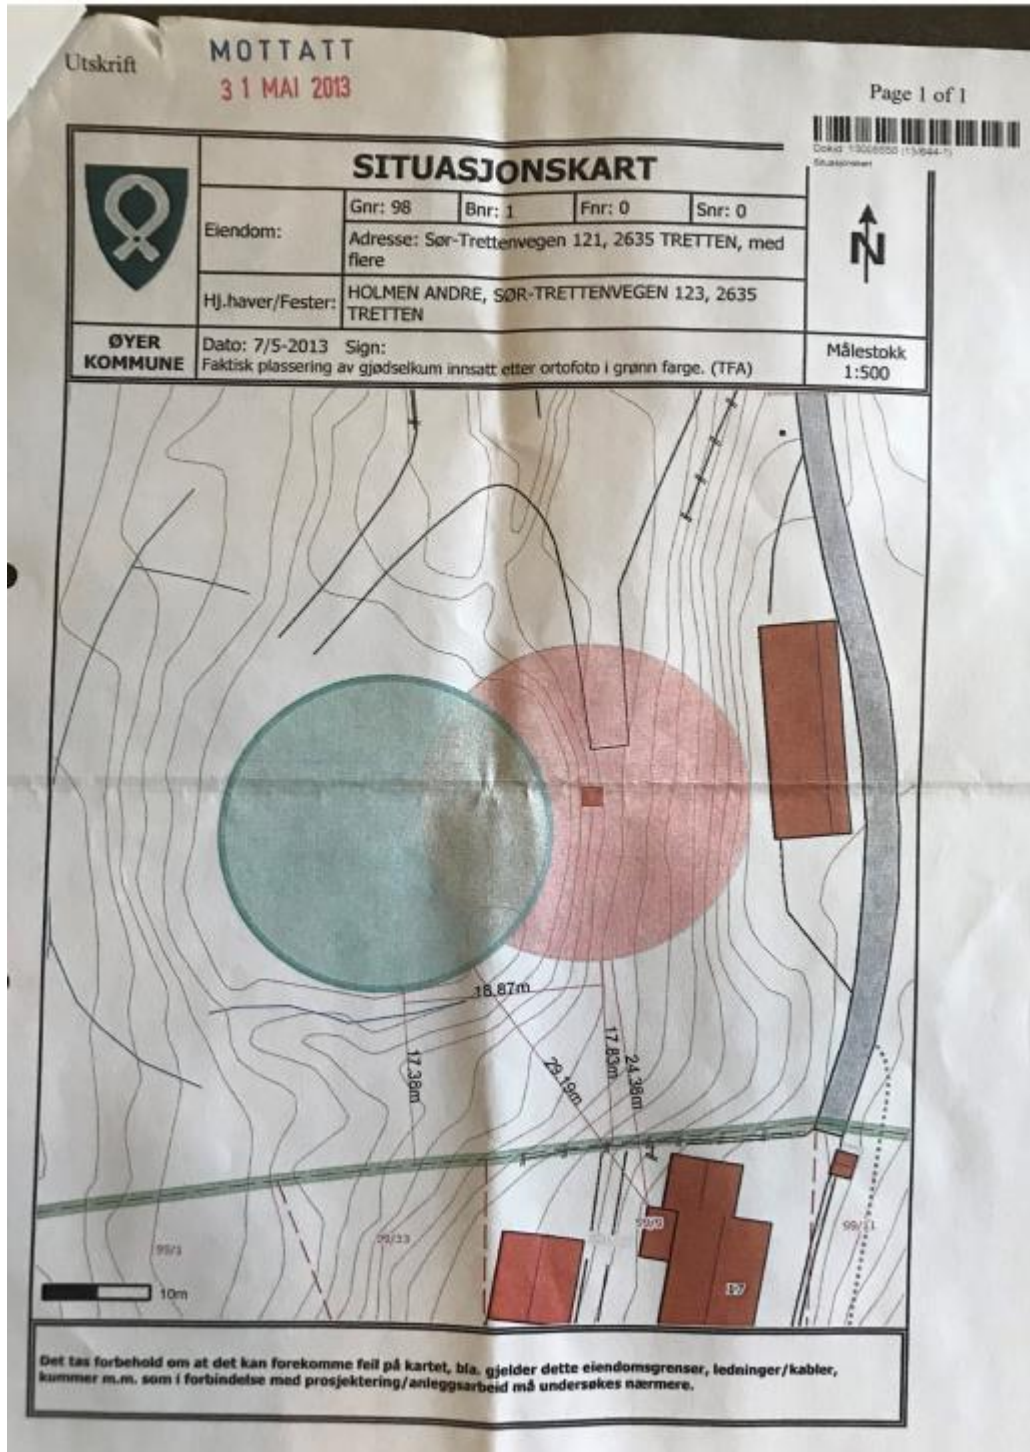 Utskrift
MOTTATT
31 MAI 2013
Page 1 of 1
Situasjonskart
SITUASJONSKART
Eiendom:
Gnr: 98
Bnr: 1
Fnr: 0
Snr: 0
Adresse: Sør-Trettenvegen 121, 2635 TRETTEN, med
flere
Hj.haver/Fester:
HOLMEN ANDRE, SØR-TRETTENVEGEN 123, 2635
TRETTEN
N
ØYER
KOMMUNE
Dato: 7/5-2013 Sign:
Faktisk plassering av gjødselkum innsatt etter ortofoto i grønn farge. (TFA)
Målestokk
1:500
18.87m
17.38m
29.19m
17.83m
24.38m
99/1
99/33
99/9
99/11
17
10m
Det tas forbehold om at det kan forekomme feil på kartet, bla. gjelder dette eiendomsgrenser, ledninger/kabler,
kummer m.m. som i forbindelse med prosjektering/anleggsarbeid må undersøkes nærmere.